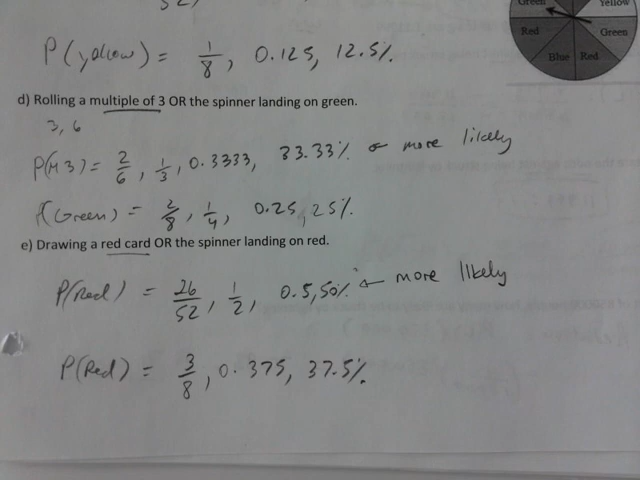 Green
Yellow
Red
Green
Blue
Red
P(yellow) = 1/8, 0.125, 12.5%
d) Rolling a multiple of 3 OR the spinner landing on green.
3, 6
P(M3) = 2/6, 1/3, 0.3333, 33.33% ← more likely
P(Green) = 2/8, 1/4, 0.25, 25%
e) Drawing a red card OR the spinner landing on red.
P(Red) = 26/52, 1/2, 0.5, 50% ← more likely
P(Red) = 3/8, 0.375, 37.5%